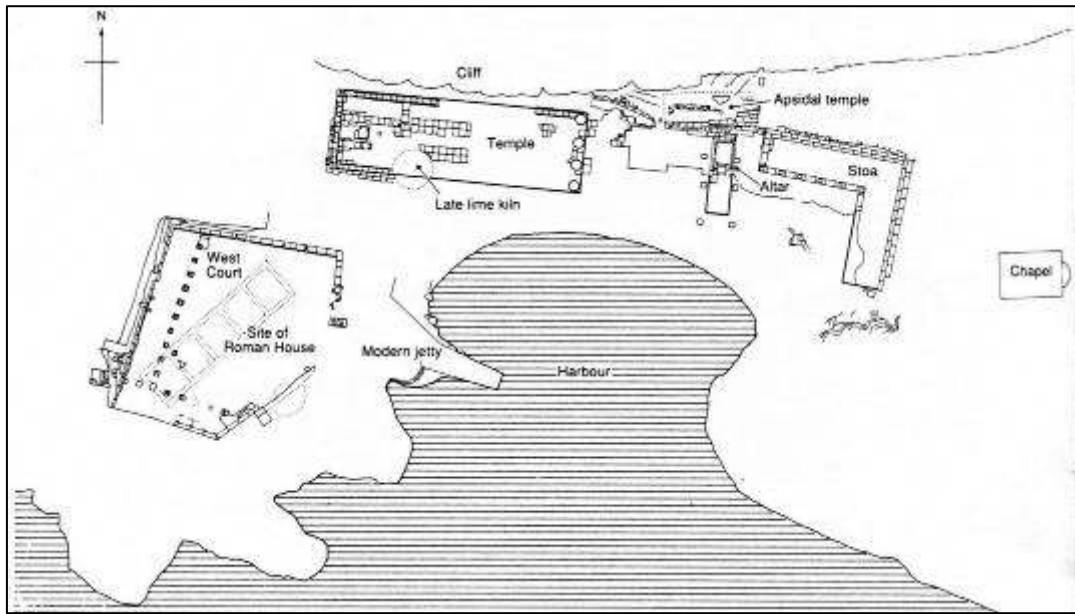 N
Cliff
Apsidal temple
Temple
Stoa
Altar
Late lime kiln
West
Court
Chapel
Site of
Roman House
Modern jetty
Harbour